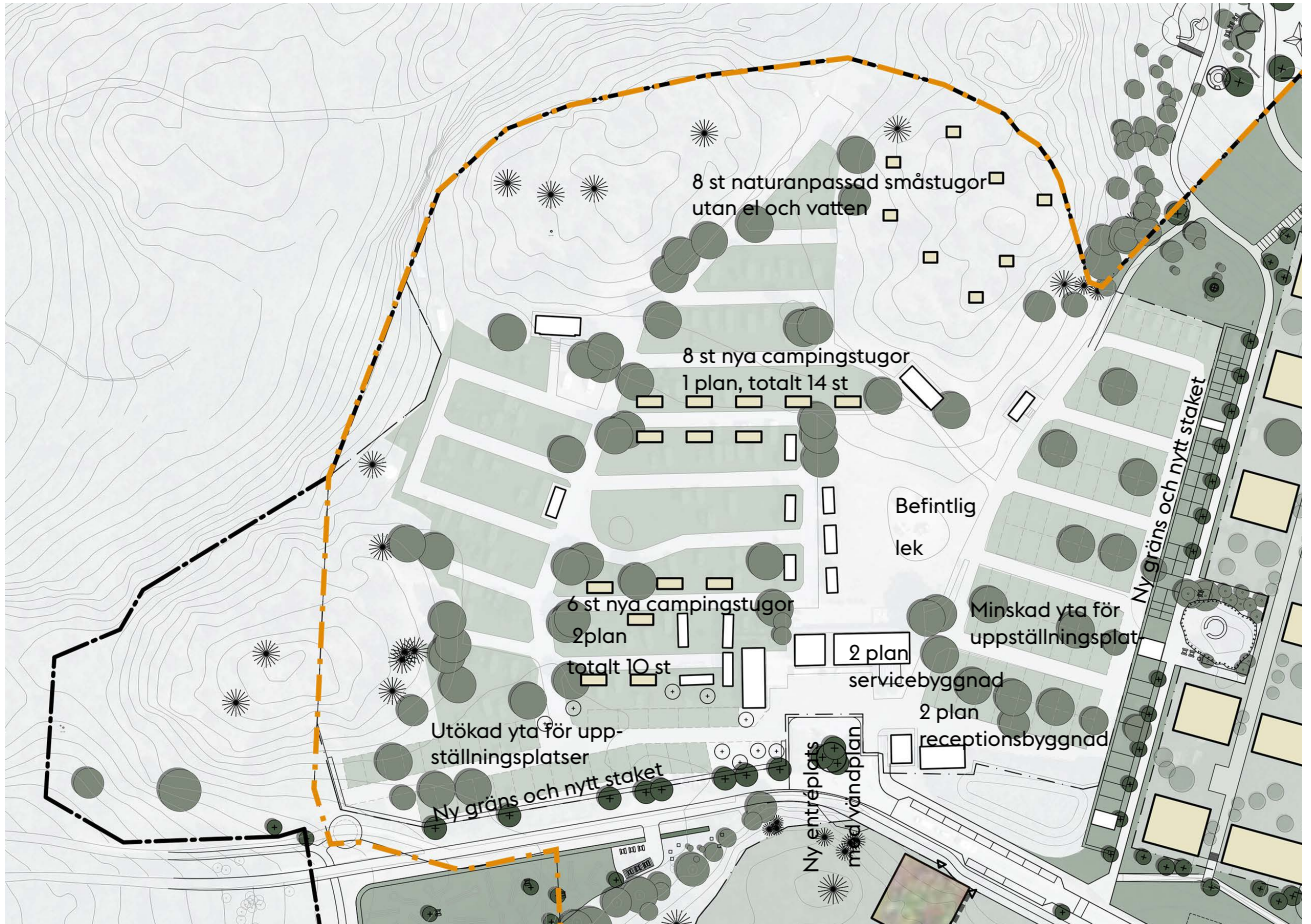 8 st naturanpassad småstugor
utan el och vatten
8 st nya campingstugor
1 plan, totalt 14 st
Ny gräns och nytt staket
Befintlig
lek
6 st nya campingstugor
2plan
totalt 10 st
Minskad yta för
uppställningsplat-
2 plan
servicebyggnad
2 plan
receptionsbyggnad
Utökad yta för upp-
ställningsplatser
Ny gräns och nytt staket
Ny entréplats
med vändplan